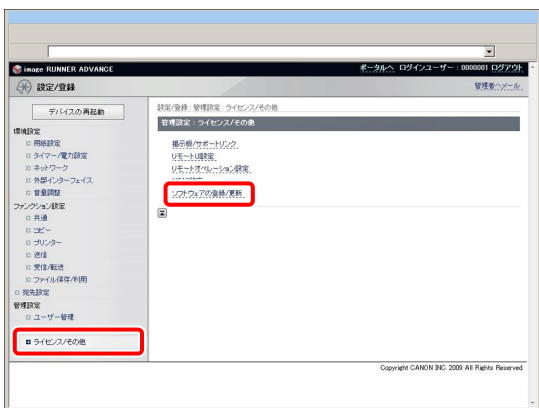 image RUNNER ADVANCE
ポータルへ ログインユーザー : 0000001 ログアウト
設定/登録
管理者へメール
デバイスの再起動
設定/登録 : 管理設定 : ライセンス/その他
管理設定 : ライセンス/その他
環境設定
用紙設定
タイマー/電力設定
ネットワーク
外部インターフェイス
音量調整
ファンクション設定
共通
コピー
プリンター
送信
受信/転送
ファイル保存/利用
宛先設定
管理設定
ユーザー管理
ライセンス/その他
掲示板/サポートリンク
リモートUI設定
リモートオペレーション設定
ソフトウェアの登録/更新
Copyright CANON INC. 2009 All Rights Reserved